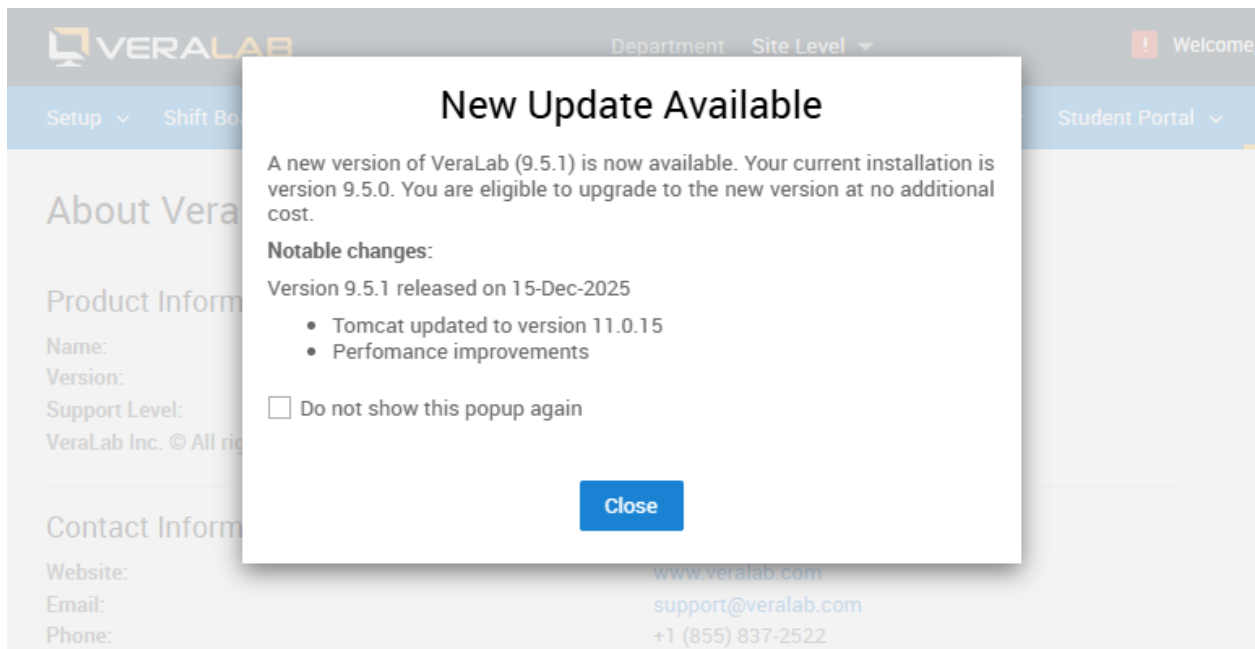 VERALAB
Department Site Level
! Welcome
Setup Shift Bo
Student Portal
New Update Available
A new version of VeraLab (9.5.1) is now available. Your current installation is
version 9.5.0. You are eligible to upgrade to the new version at no additional
cost.
Notable changes:
Version 9.5.1 released on 15-Dec-2025
• Tomcat updated to version 11.0.15
• Perfomance improvements
Do not show this popup again
Close
About Vera
Product Inform
Name:
Version:
Support Level:
VeraLab Inc. © All rig
Contact Inform
Website: www.veralab.com
Email: support@veralab.com
Phone: +1 (855) 837-2522